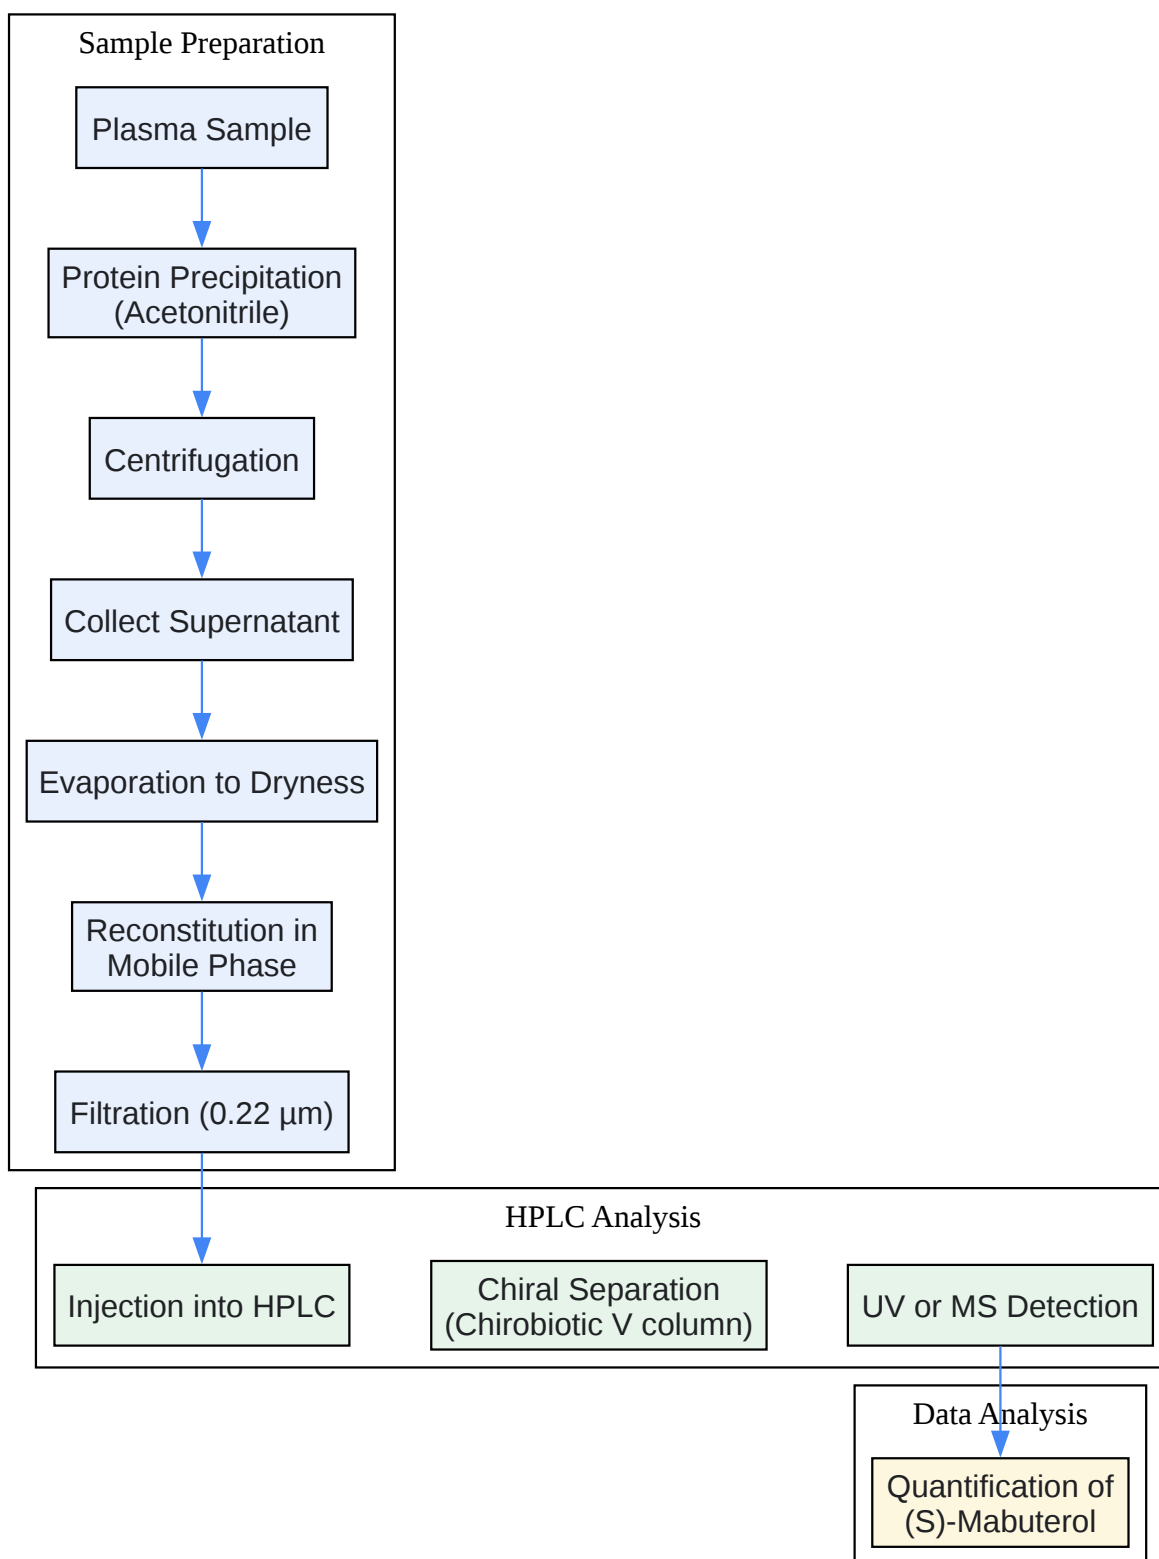 Sample Preparation
Plasma Sample
Protein Precipitation
(Acetonitrile)
Centrifugation
Collect Supernatant
Evaporation to Dryness
Reconstitution in
Mobile Phase
Filtration (0.22 µm)
HPLC Analysis
Injection into HPLC
Chiral Separation
(Chirobiotic V column)
UV or MS Detection
Data Analysis
Quantification of
(S)-Mabuterol